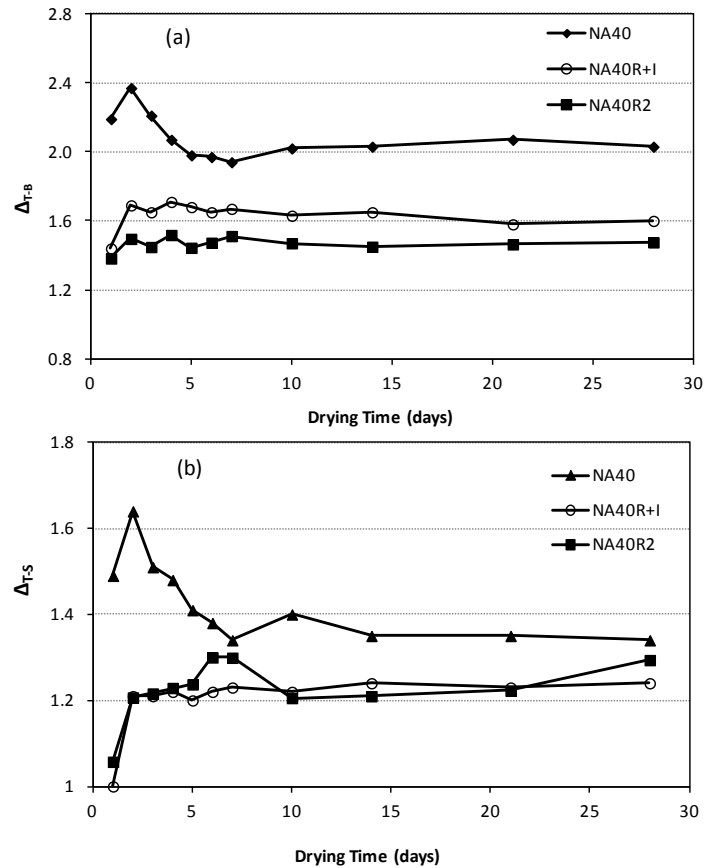 (a)
NA40
NA40R+I
NA40R2
2.8
2.4
2.0
1.6
1.2
0.8
ΔT-B
0 5 10 15 20 25 30
Drying Time (days)
(b)
NA40
NA40R+I
NA40R2
1.8
1.6
1.4
1.2
1
ΔT-S
0 5 10 15 20 25 30
Drying Time (days)